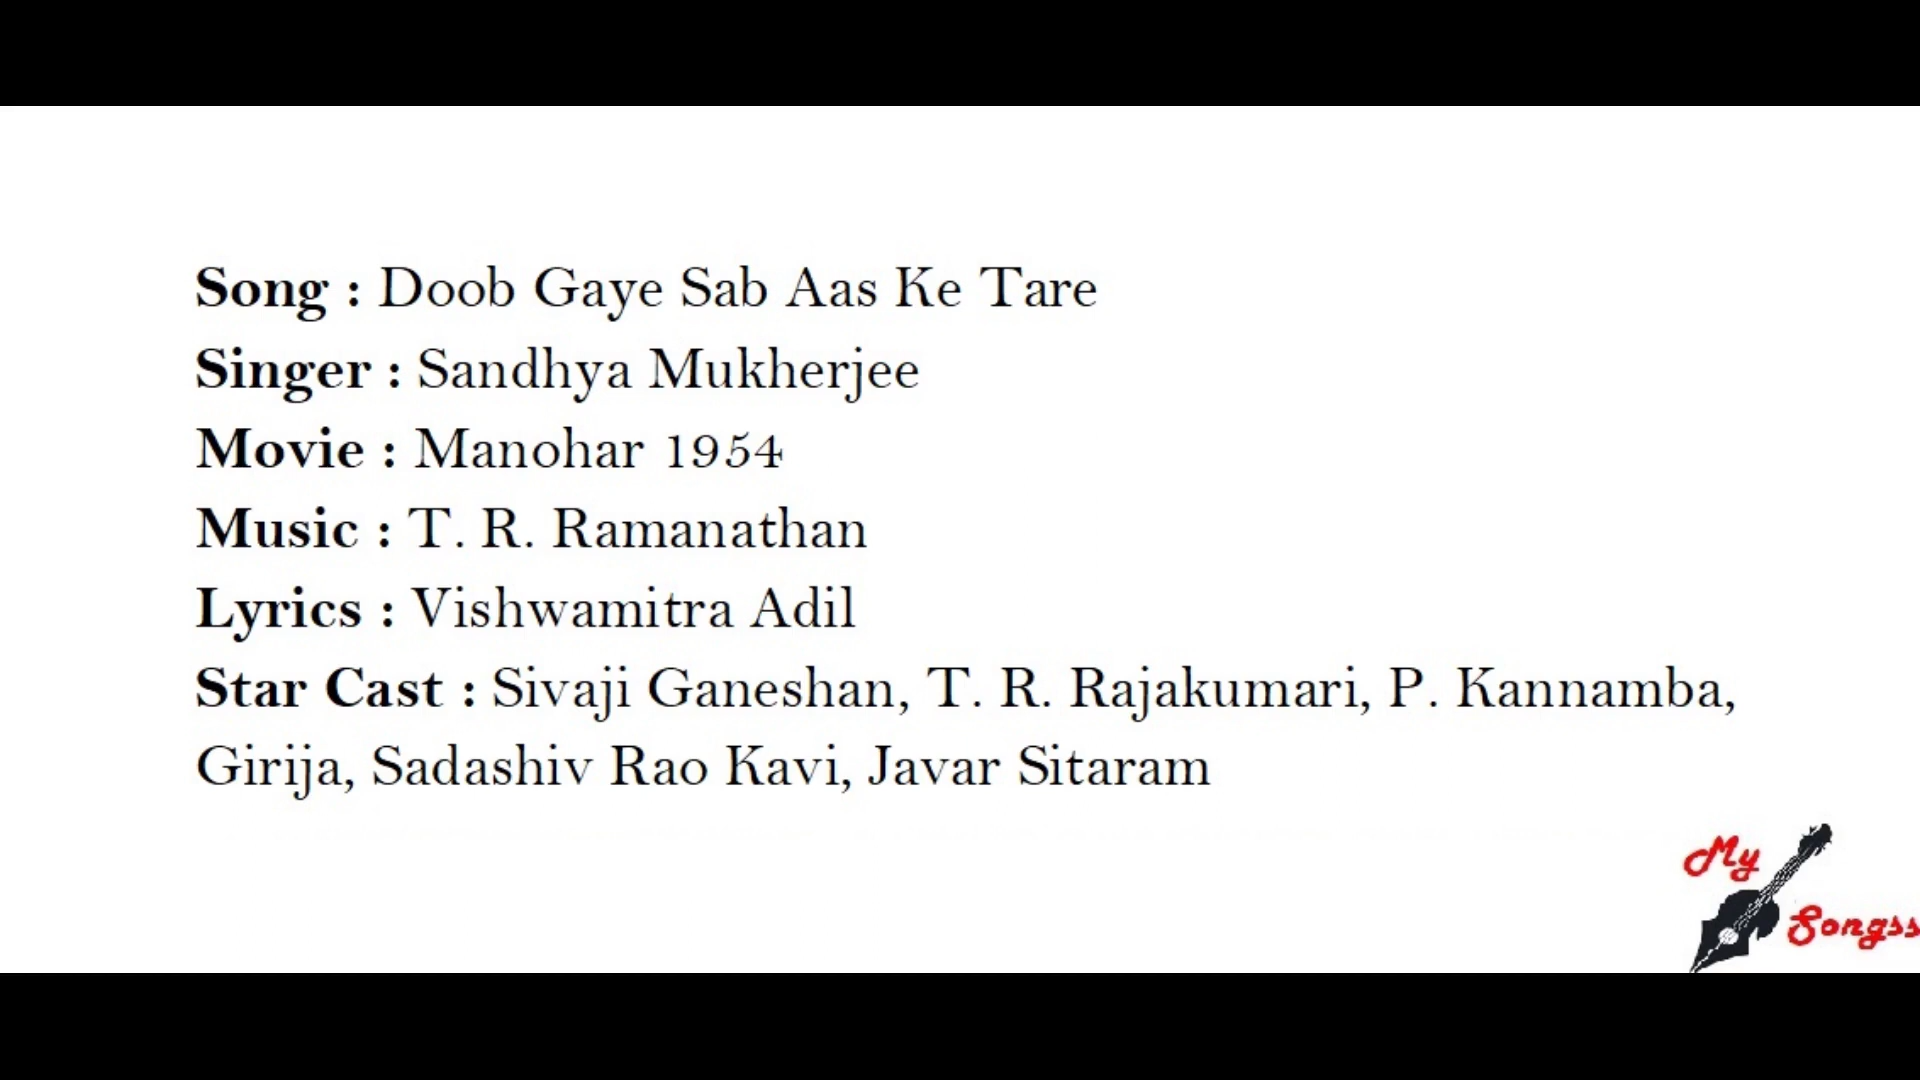 Song : Doob Gaye Sab Aas Ke Tare
Singer : Sandhya Mukherjee
Movie : Manohar 1954
Music : T. R. Ramanathan
Lyrics : Vishwamitra Adil
Star Cast : Sivaji Ganeshan, T. R. Rajakumari, P. Kannamba,
Girija, Sadashiv Rao Kavi, Javar Sitaram
My
Songss